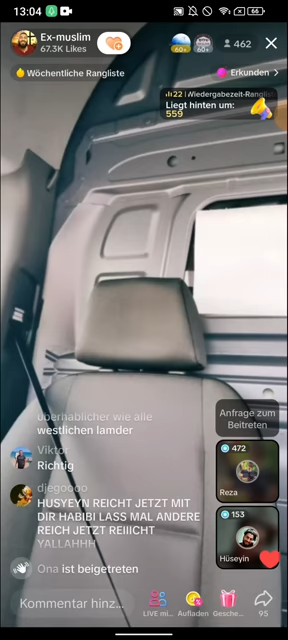 13:04
66
Ex-muslim
67.3K Likes
60+
60+
462
Wöchentliche Rangliste
Erkunden >
22 | Wiedergabezeit-Rangli
Liegt hinten um:
559
überhablicher wie alle
westlichen lamder
Viktor
Richtig
djegoooo
HUSYEYN REICHT JETZT MIT
DIR HABIBI LASS MAL ANDERE
REICH JETZT REIIICHT
YALLAHHH
Ona ist beigetreten
Anfrage zum
Beitreten
472
Reza
153
Hüseyin
Kommentar hinz...
LIVE mi...
Aufladen
Gesche...
95